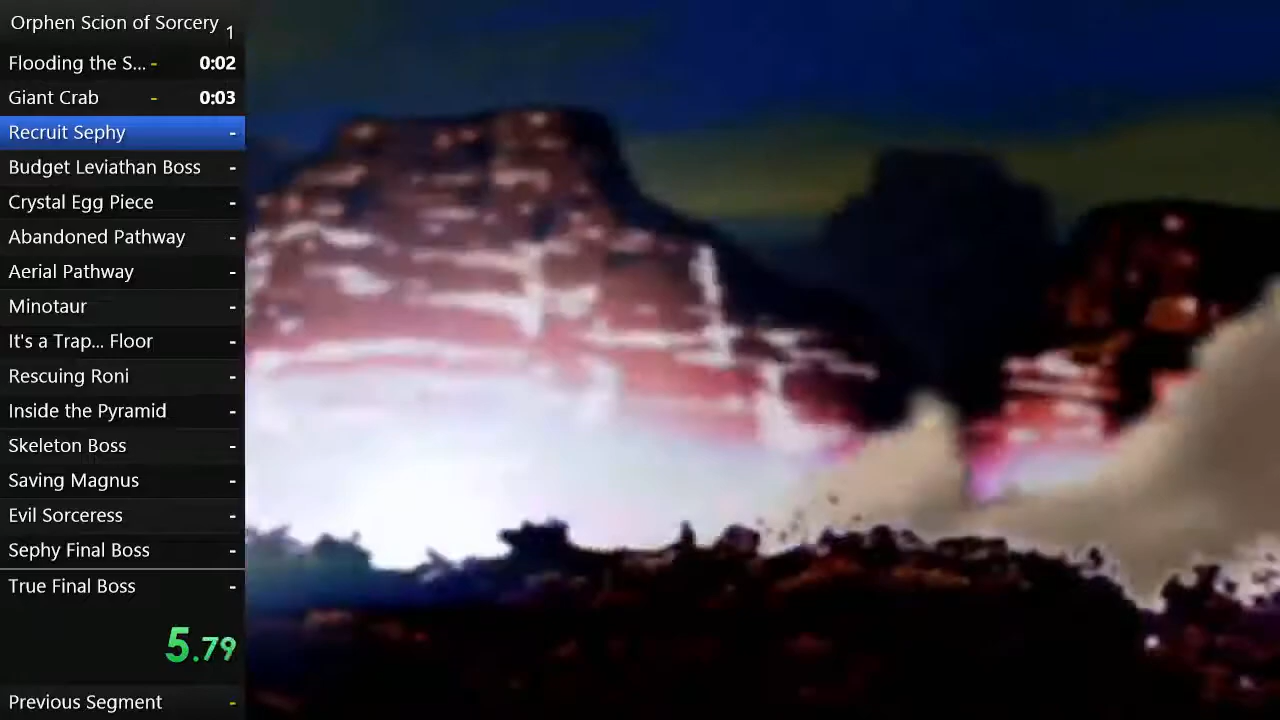 Orphen Scion of Sorcery 1
Flooding the S... - 0:02
Giant Crab - 0:03
Recruit Sephy -
Budget Leviathan Boss -
Crystal Egg Piece -
Abandoned Pathway -
Aerial Pathway -
Minotaur -
It's a Trap... Floor -
Rescuing Roni -
Inside the Pyramid -
Skeleton Boss -
Saving Magnus -
Evil Sorceress -
Sephy Final Boss -
True Final Boss -
5.79
Previous Segment -